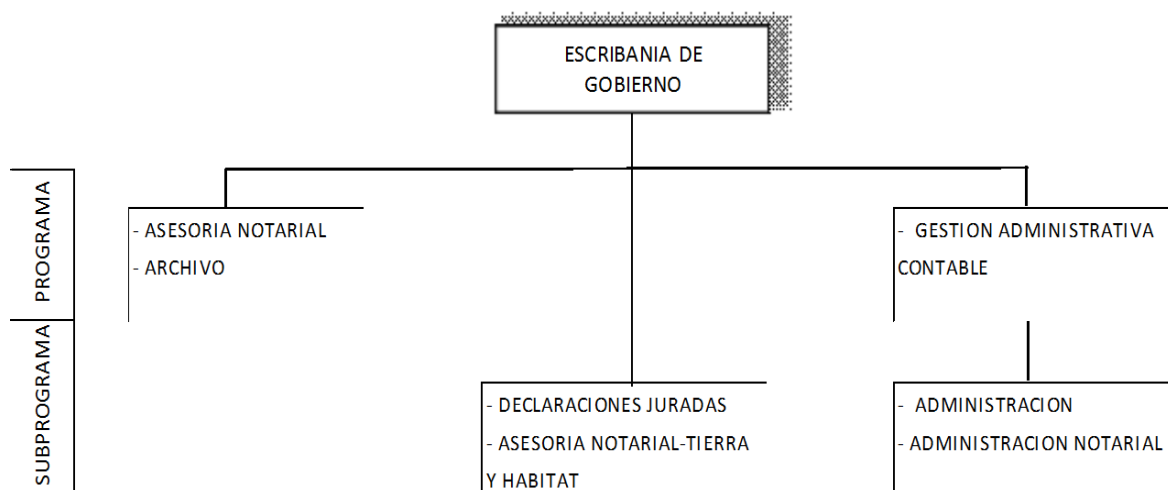 ESCRIBANIA DE
GOBIERNO
PROGRAMA
- ASESORIA NOTARIAL
- ARCHIVO
- GESTION ADMINISTRATIVA
CONTABLE
SUBPROGRAMA
- DECLARACIONES JURADAS
- ASESORIA NOTARIAL-TIERRA
Y HABITAT
- ADMINISTRACION
- ADMINISTRACION NOTARIAL